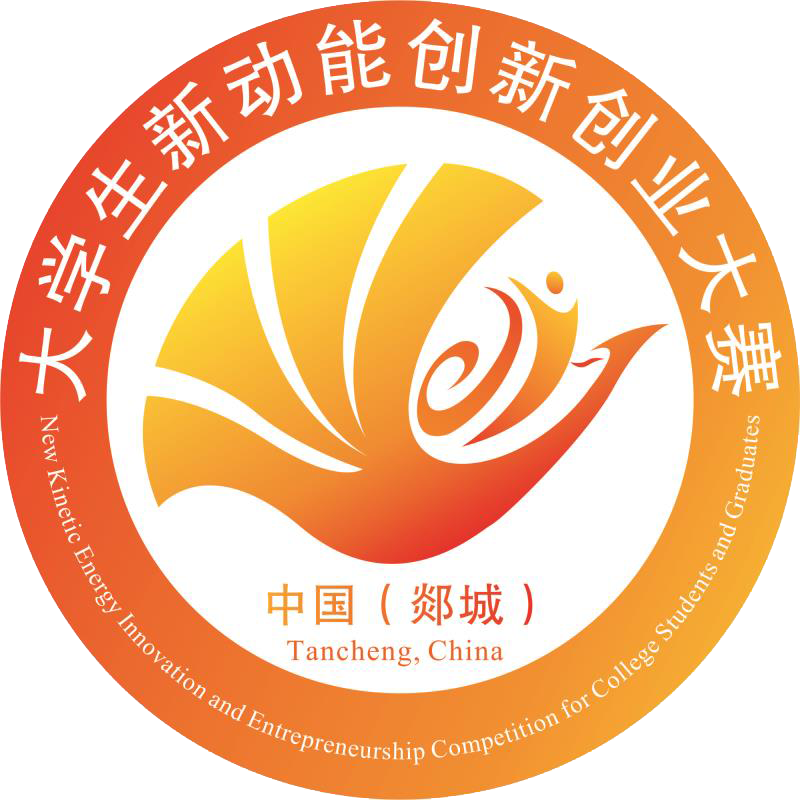 大学生新动能创新创业大赛
中国（郯城）
Tancheng, China
New Kinetic Energy Innovation and Entrepreneurship Competition for College Students and Graduates